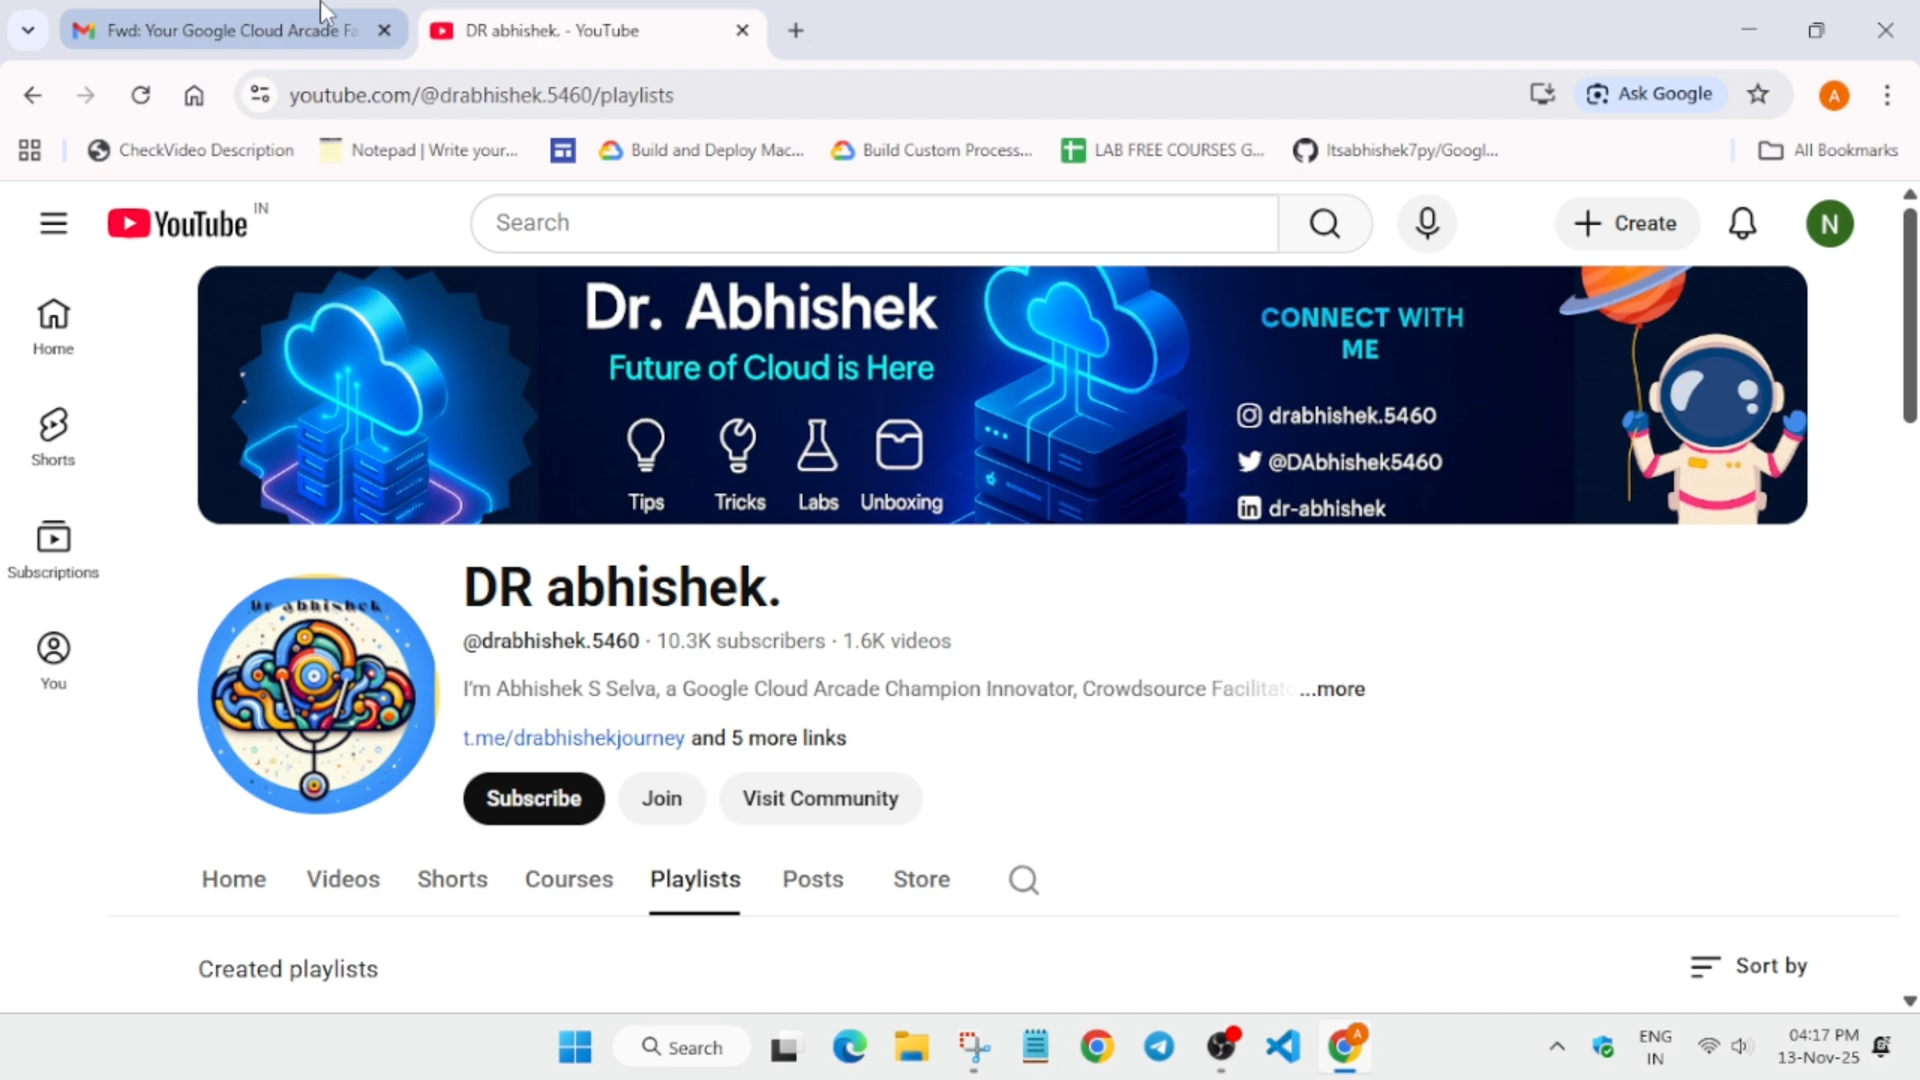 Fwd: Your Google Cloud Arcade Fa
DR abhishek. - YouTube
youtube.com/@drabhishek.5460/playlists
Ask Google
A
CheckVideo Description
Notepad | Write your...
Build and Deploy Mac...
Build Custom Process...
LAB FREE COURSES G...
Itsabhishek7py/Googl...
All Bookmarks
YouTube IN
Search
Create
N
Home
Shorts
Subscriptions
You
Dr. Abhishek
Future of Cloud is Here
Tips
Tricks
Labs
Unboxing
CONNECT WITH
ME
drabhishek.5460
@DAbhishek5460
dr-abhishek
Dr abhishek
DR abhishek.
@drabhishek.5460 · 10.3K subscribers · 1.6K videos
I'm Abhishek S Selva, a Google Cloud Arcade Champion Innovator, Crowdsource Facilitato ...more
t.me/drabhishekjourney and 5 more links
Subscribe
Join
Visit Community
Home
Videos
Shorts
Courses
Playlists
Posts
Store
Created playlists
Sort by
Search
A
ENG
IN
04:17 PM
13-Nov-25